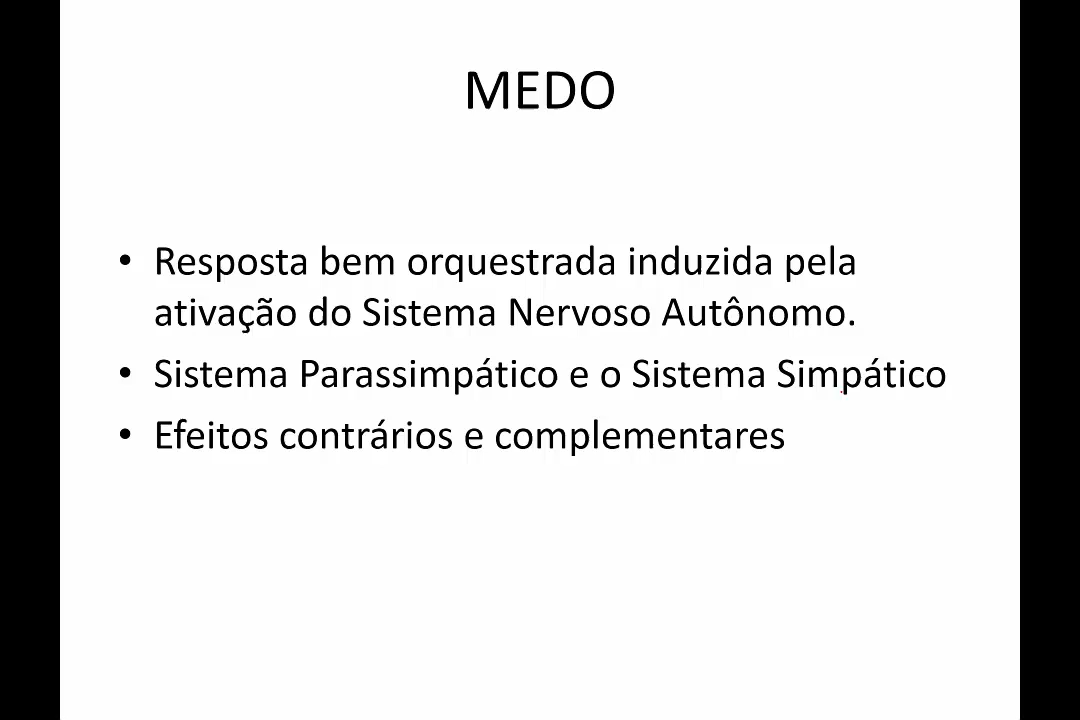 MEDO
• Resposta bem orquestrada induzida pela
ativação do Sistema Nervoso Autônomo.
• Sistema Parassimpático e o Sistema Simpático
• Efeitos contrários e complementares